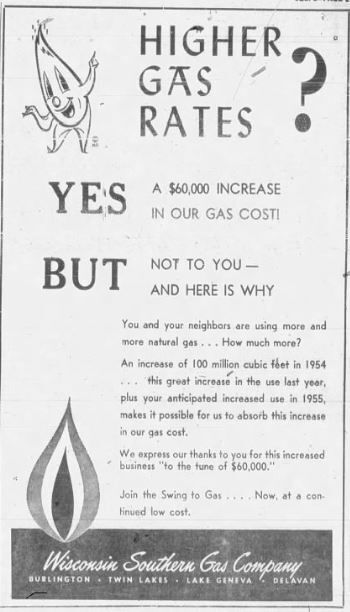 HIGHER
GAS
RATES
?
YES
A $60,000 INCREASE
IN OUR GAS COST!
BUT
NOT TO YOU —
AND HERE IS WHY
You and your neighbors are using more and
more natural gas . . . How much more?
An increase of 100 million cubic feet in 1954
. . . this great increase in the use last year,
plus your anticipated increased use in 1955,
makes it possible for us to absorb this increase
in our gas cost.
We express our thanks to you for this increased
business "to the tune of $60,000."
Join the Swing to Gas . . . . Now, at a con-
tinued low cost.
Wisconsin Southern Gas Company
BURLINGTON • TWIN LAKES • LAKE GENEVA • DELAVAN